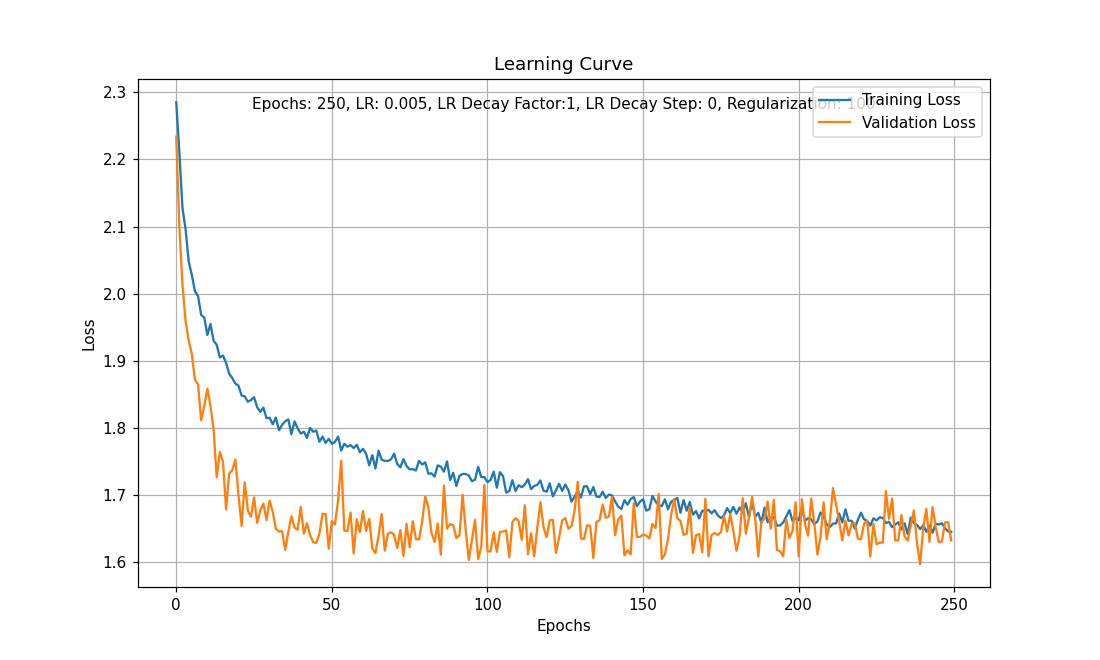 Learning Curve
Epochs: 250, LR: 0.005, LR Decay Factor:1, LR Decay Step: 0, Regularization: 100
Training Loss
Validation Loss
2.3
2.2
2.1
2.0
1.9
1.8
1.7
1.6
Loss
0 50 100 150 200 250
Epochs